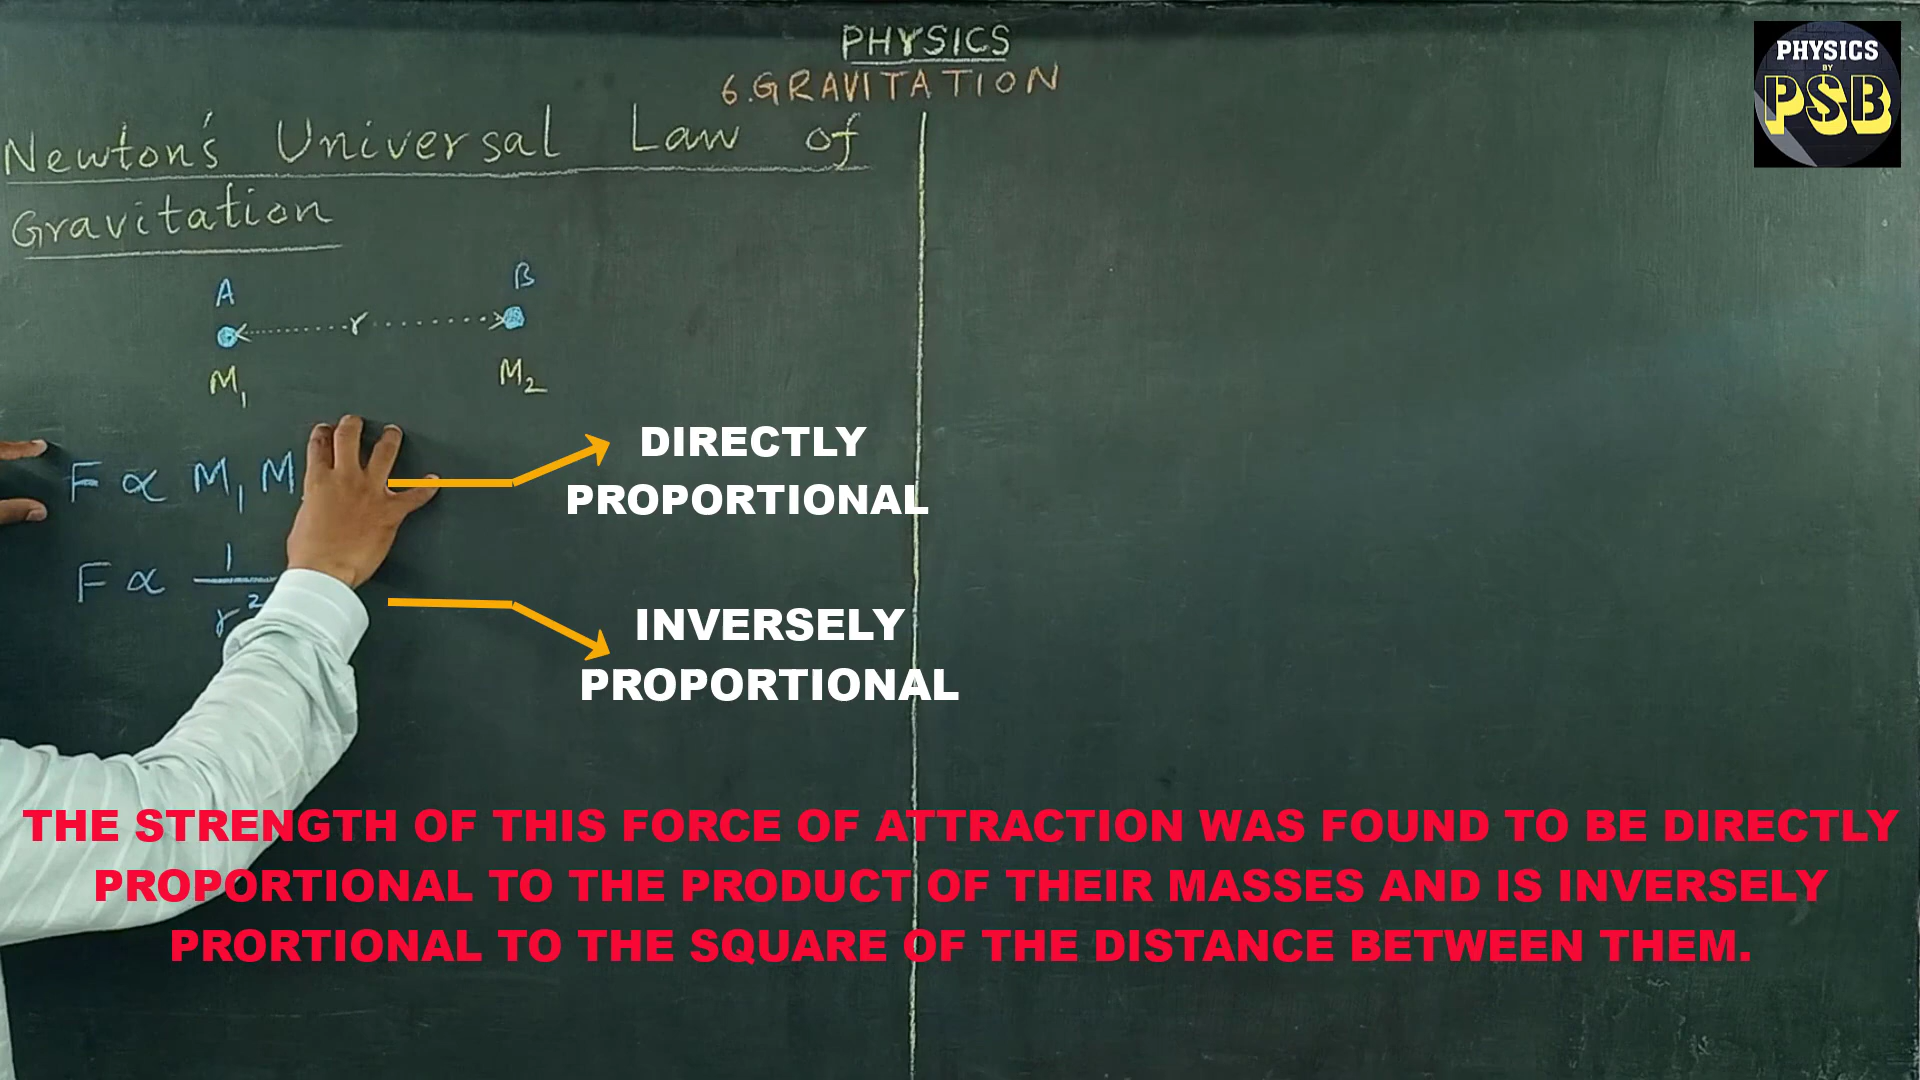 PHYSICS
6.GRAVITATION
PHYSICS
BY
PSB
Newton's Universal Law of
Gravitation
A
B
r
M₁
M₂
F ∝ M₁ M
DIRECTLY
PROPORTIONAL
F ∝ 1/r²
INVERSELY
PROPORTIONAL
THE STRENGTH OF THIS FORCE OF ATTRACTION WAS FOUND TO BE DIRECTLY
PROPORTIONAL TO THE PRODUCT OF THEIR MASSES AND IS INVERSELY
PRORTIONAL TO THE SQUARE OF THE DISTANCE BETWEEN THEM.